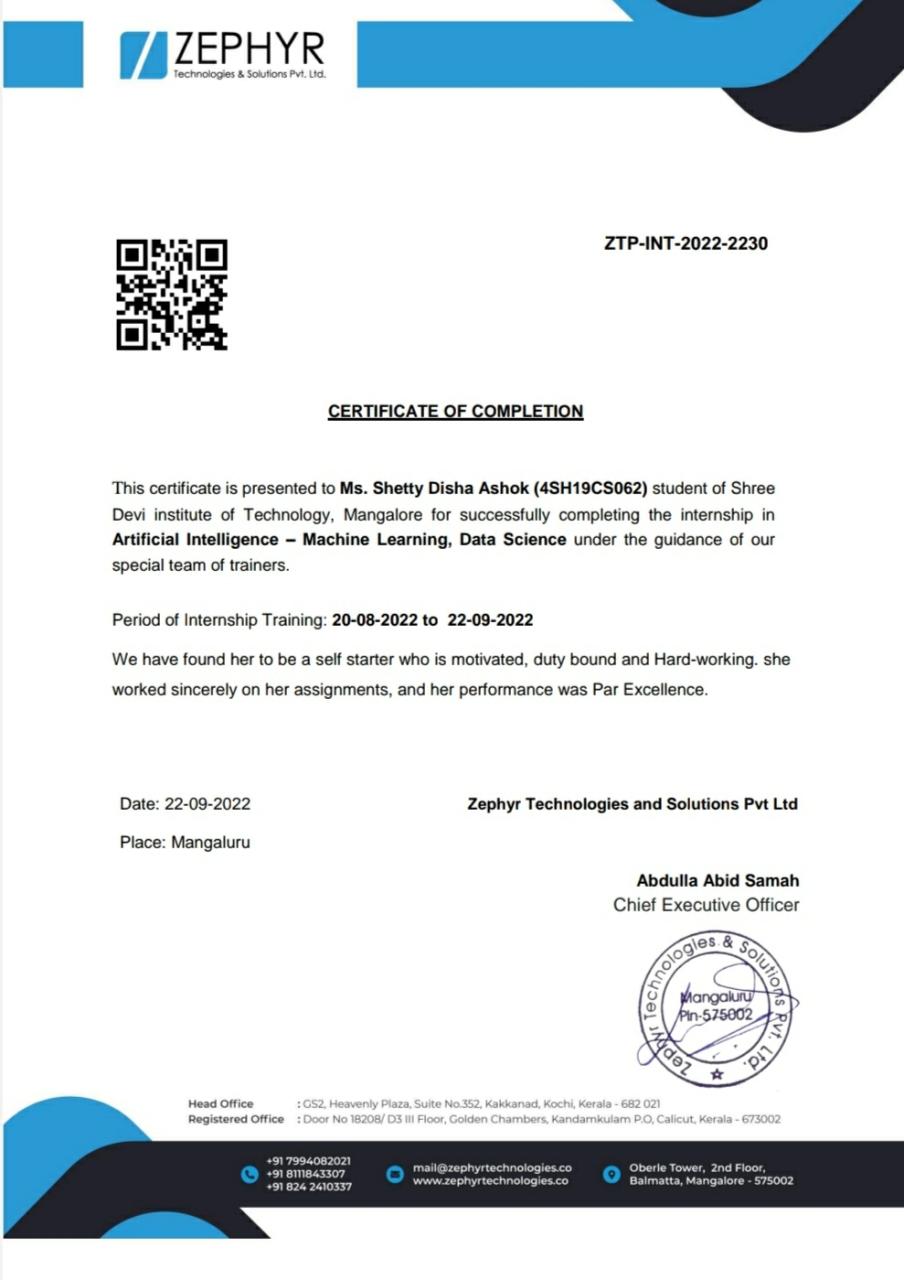 ZEPHYR
Technologies & Solutions Pvt. Ltd.
ZTP-INT-2022-2230
CERTIFICATE OF COMPLETION
This certificate is presented to Ms. Shetty Disha Ashok (4SH19CS062) student of Shree
Devi institute of Technology, Mangalore for successfully completing the internship in
Artificial Intelligence – Machine Learning, Data Science under the guidance of our
special team of trainers.
Period of Internship Training: 20-08-2022 to 22-09-2022
We have found her to be a self starter who is motivated, duty bound and Hard-working. she
worked sincerely on her assignments, and her performance was Par Excellence.
Date: 22-09-2022
Zephyr Technologies and Solutions Pvt Ltd
Place: Mangaluru
Abdulla Abid Samah
Chief Executive Officer
Zephyr Technologies & Solutions Pvt. Ltd.
Mangaluru
Pin-575002
Head Office : GS2, Heavenly Plaza, Suite No.352, Kakkanad, Kochi, Kerala - 682 021
Registered Office : Door No 18208/ D3 III Floor, Golden Chambers, Kandamkulam P.O, Calicut, Kerala - 673002
+91 7994082021
+91 8111843307
+91 824 2410337
mail@zephyrtechnologies.co
www.zephyrtechnologies.co
Oberle Tower, 2nd Floor,
Balmatta, Mangalore - 575002